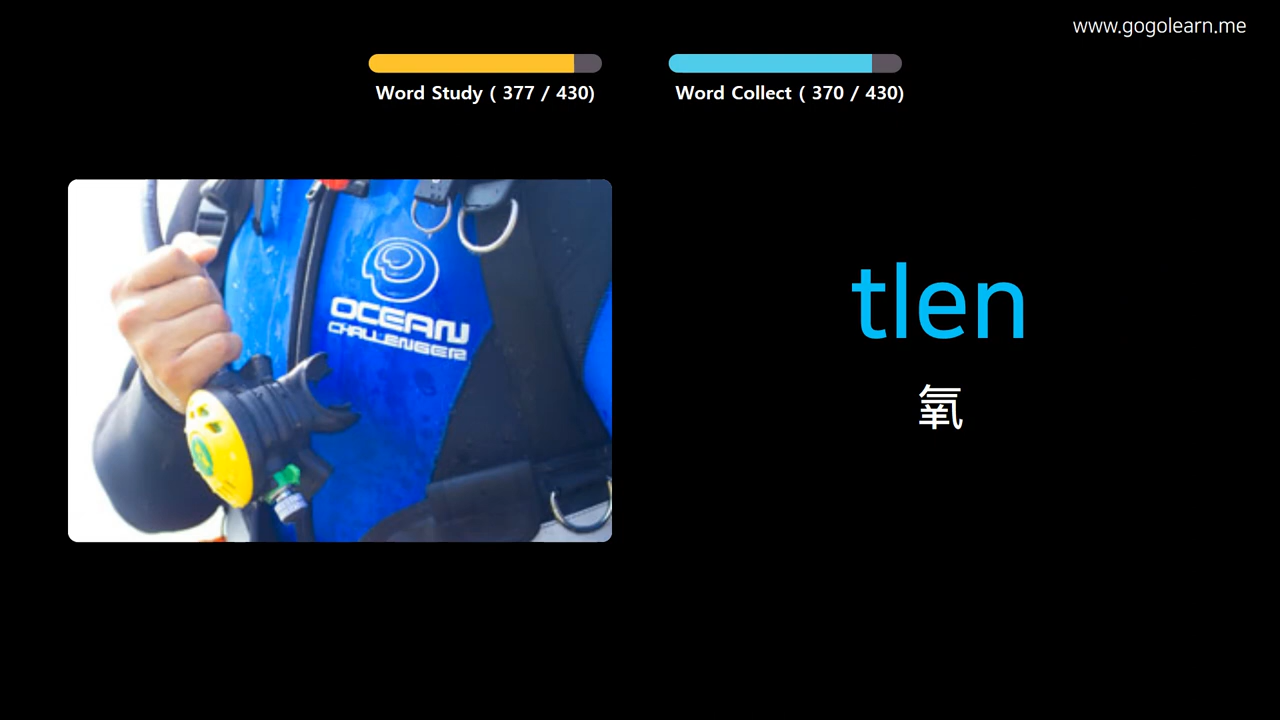 www.gogolearn.me
Word Study ( 377 / 430)
Word Collect ( 370 / 430)
OCEAN
CHALLENGER
tlen
氧